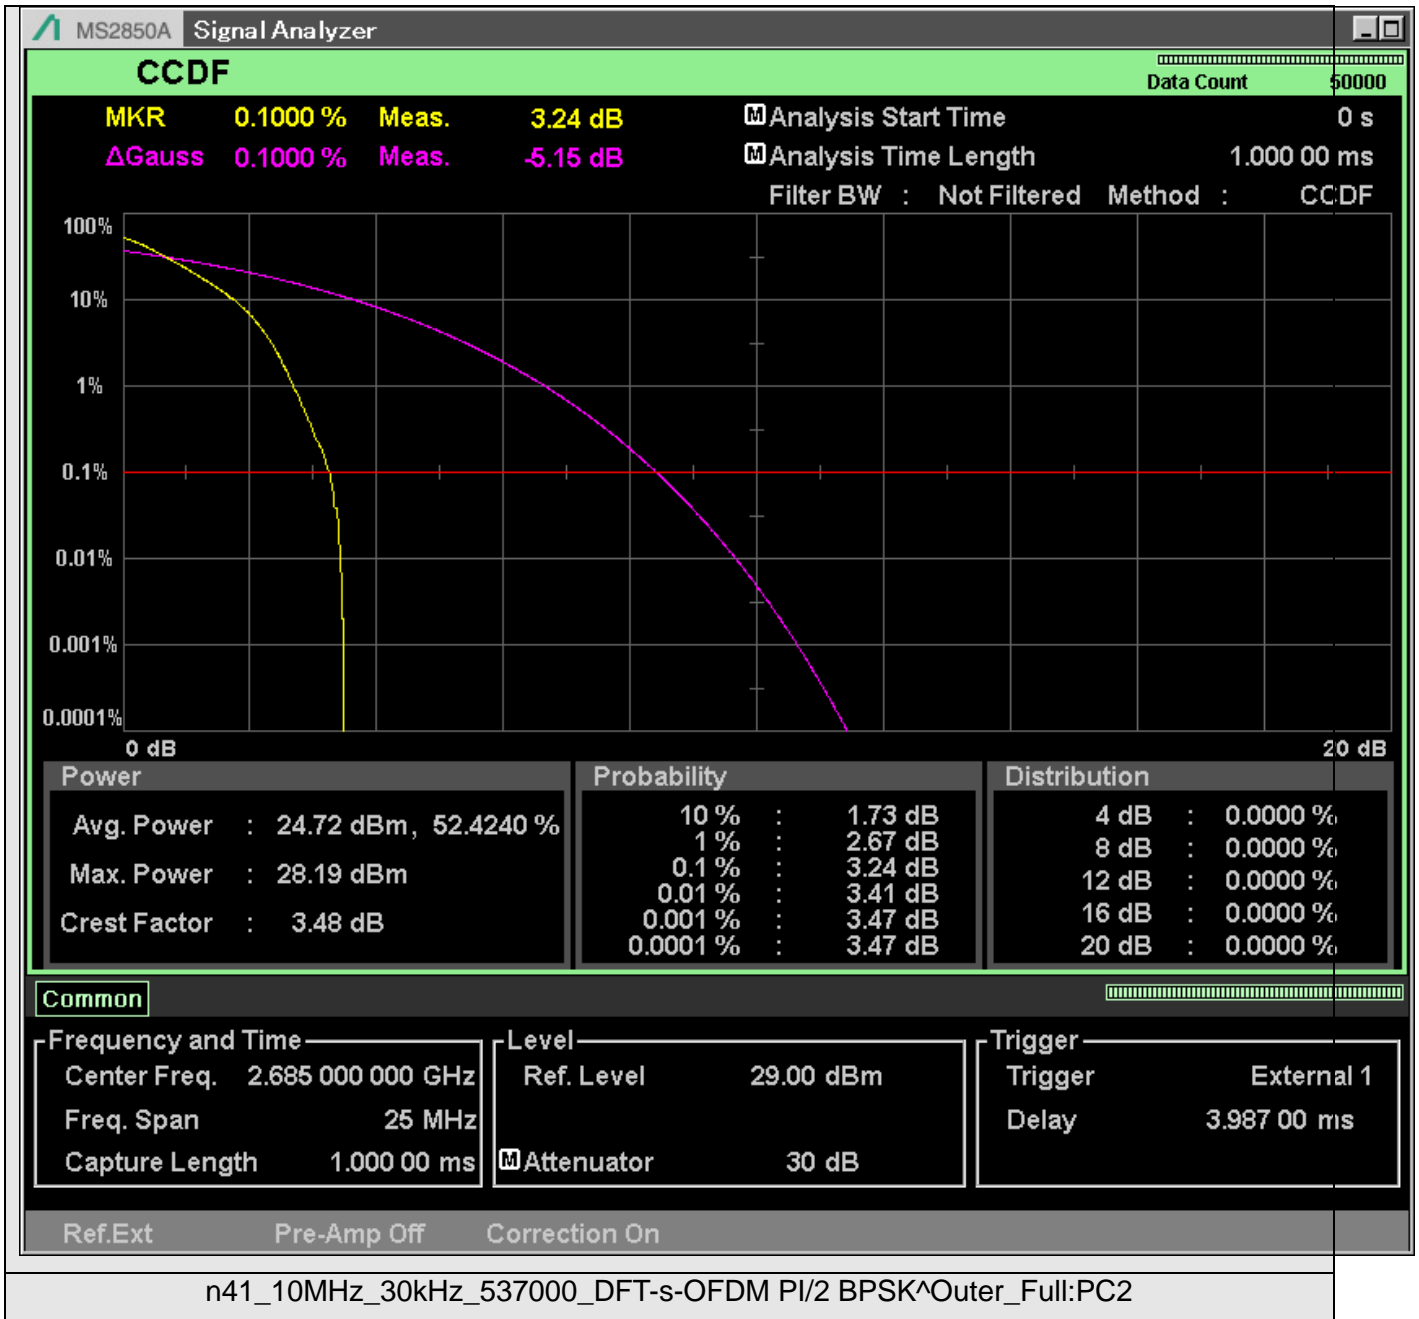 MS2850A Signal Analyzer
CCDF
Data Count 50000
MKR 0.1000 % Meas. 3.24 dB
ΔGauss 0.1000 % Meas. -5.15 dB
M Analysis Start Time 0 s
M Analysis Time Length 1.000 00 ms
Filter BW : Not Filtered Method : CCDF
100%
10%
1%
0.1%
0.01%
0.001%
0.0001%
0 dB 20 dB
Power
Avg. Power : 24.72 dBm, 52.4240 %
Max. Power : 28.19 dBm
Crest Factor : 3.48 dB
Probability
10 % : 1.73 dB
1 % : 2.67 dB
0.1 % : 3.24 dB
0.01 % : 3.41 dB
0.001 % : 3.47 dB
0.0001 % : 3.47 dB
Distribution
4 dB : 0.0000 %
8 dB : 0.0000 %
12 dB : 0.0000 %
16 dB : 0.0000 %
20 dB : 0.0000 %
Common
Frequency and Time
Center Freq. 2.685 000 000 GHz
Freq. Span 25 MHz
Capture Length 1.000 00 ms
Level
Ref. Level 29.00 dBm
M Attenuator 30 dB
Trigger
Trigger External 1
Delay 3.987 00 ms
Ref.Ext Pre-Amp Off Correction On
n41_10MHz_30kHz_537000_DFT-s-OFDM PI/2 BPSK^Outer_Full:PC2